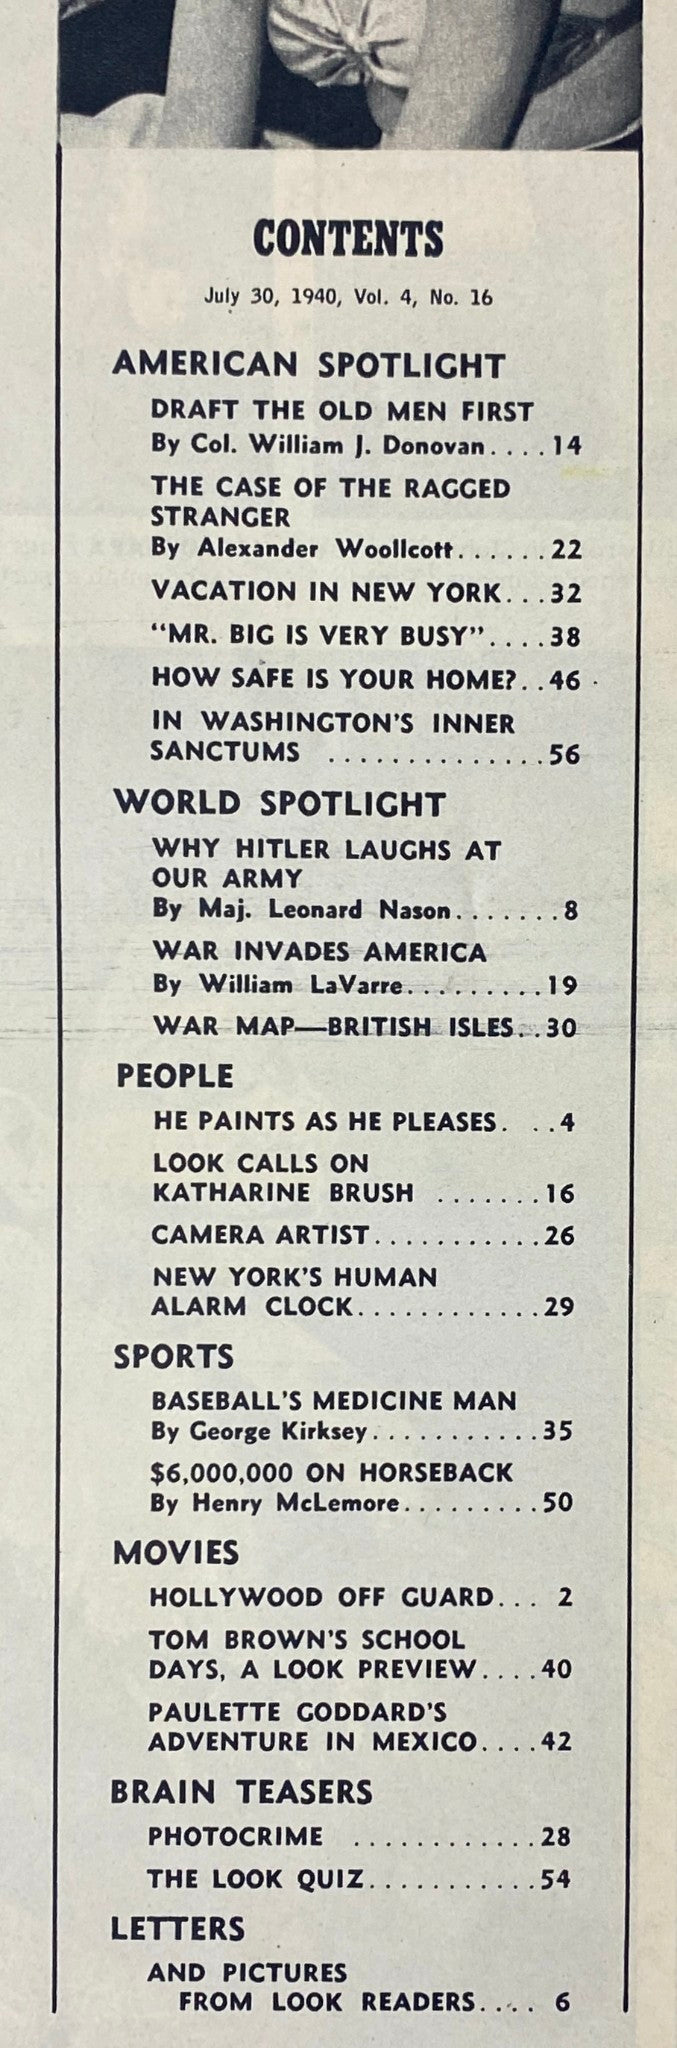 CONTENTS
July 30, 1940, Vol. 4, No. 16
AMERICAN SPOTLIGHT
DRAFT THE OLD MEN FIRST
By Col. William J. Donovan....14
THE CASE OF THE RAGGED
STRANGER
By Alexander Woollcott......22
VACATION IN NEW YORK...32
“MR. BIG IS VERY BUSY”....38
HOW SAFE IS YOUR HOME?..46
IN WASHINGTON'S INNER
SANCTUMS ..............56
WORLD SPOTLIGHT
WHY HITLER LAUGHS AT
OUR ARMY
By Maj. Leonard Nason.......8
WAR INVADES AMERICA
By William LaVarre.........19
WAR MAP—BRITISH ISLES..30
PEOPLE
HE PAINTS AS HE PLEASES. ..4
LOOK CALLS ON
KATHARINE BRUSH .......16
CAMERA ARTIST...........26
NEW YORK'S HUMAN
ALARM CLOCK............29
SPORTS
BASEBALL'S MEDICINE MAN
By George Kirksey...........35
$6,000,000 ON HORSEBACK
By Henry McLemore.........50
MOVIES
HOLLYWOOD OFF GUARD... 2
TOM BROWN'S SCHOOL
DAYS, A LOOK PREVIEW....40
PAULETTE GODDARD'S
ADVENTURE IN MEXICO....42
BRAIN TEASERS
PHOTOCRIME ............28
THE LOOK QUIZ...........54
LETTERS
AND PICTURES
FROM LOOK READERS.... 6